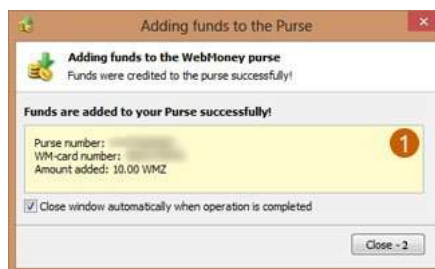 Adding funds to the Purse
Adding funds to the WebMoney purse
Funds were credited to the purse successfully!
Funds are added to your Purse successfully!
Purse number:
WM-card number:
Amount added: 10.00 WMZ
1
Close window automatically when operation is completed
Close - 2